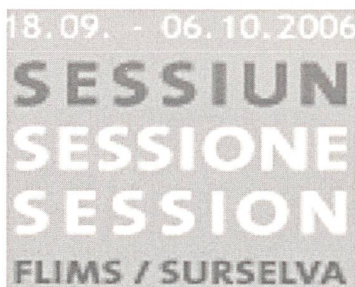 18.09. - 06.10.2006
SESSIUN
SESSIONE
SESSION
FLIMS / SURSELVA